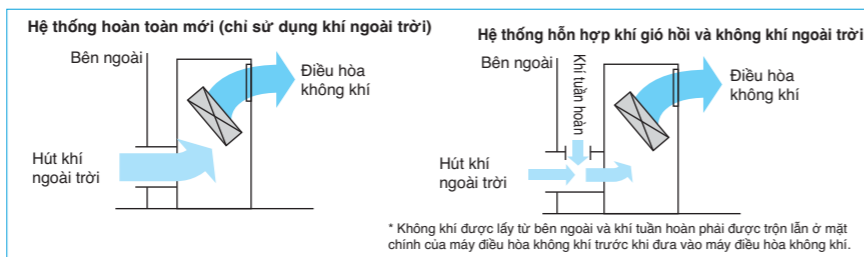 Hệ thống hoàn toàn mới (chỉ sử dụng khí ngoài trời)
Bên ngoài
Điều hòa
không khí
Hút khí
ngoài trời
Hệ thống hỗn hợp khí gió hồi và không khí ngoài trời
Bên ngoài
Khí tuần hoàn
Điều hòa
không khí
Hút khí
ngoài trời
* Không khí được lấy từ bên ngoài và khí tuần hoàn phải được trộn lẫn ở mặt
chính của máy điều hòa không khí trước khi đưa vào máy điều hòa không khí.